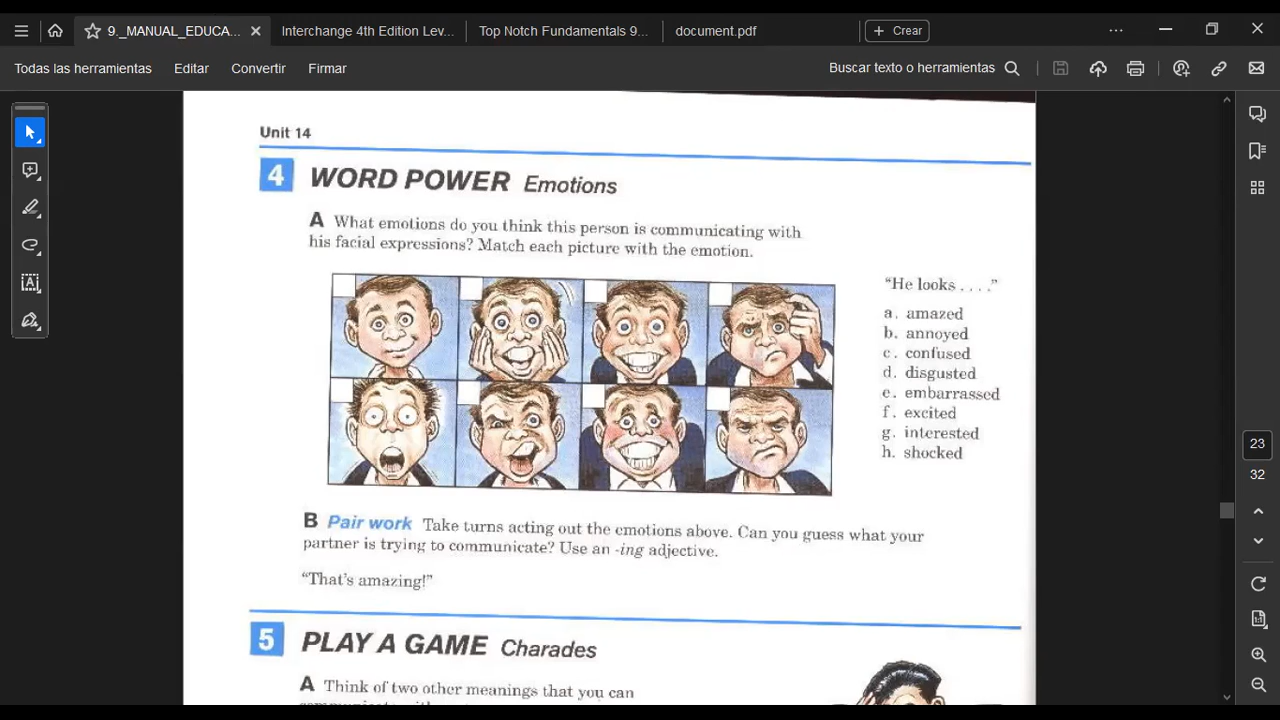 9._MANUAL_EDUCA...
Interchange 4th Edition Lev...
Top Notch Fundamentals 9...
document.pdf
+ Crear
Todas las herramientas
Editar
Convertir
Firmar
Buscar texto o herramientas
Unit 14
4 WORD POWER Emotions
A What emotions do you think this person is communicating with
his facial expressions? Match each picture with the emotion.
"He looks . . . ."
a. amazed
b. annoyed
c. confused
d. disgusted
e. embarrassed
f. excited
g. interested
h. shocked
B Pair work Take turns acting out the emotions above. Can you guess what your
partner is trying to communicate? Use an -ing adjective.
"That's amazing!"
5 PLAY A GAME Charades
A Think of two other meanings that you can
23
32